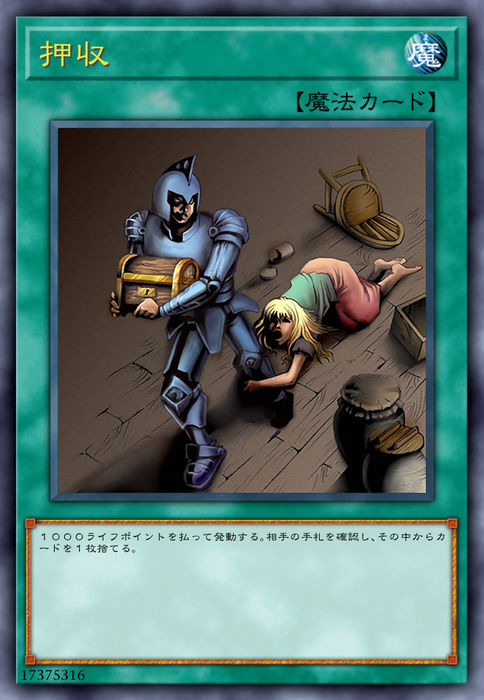 押収
魔
【魔法カード】
１０００ライフポイントを払って発動する。相手の手札を確認し、その中からカ
ードを１枚捨てる。
17375316